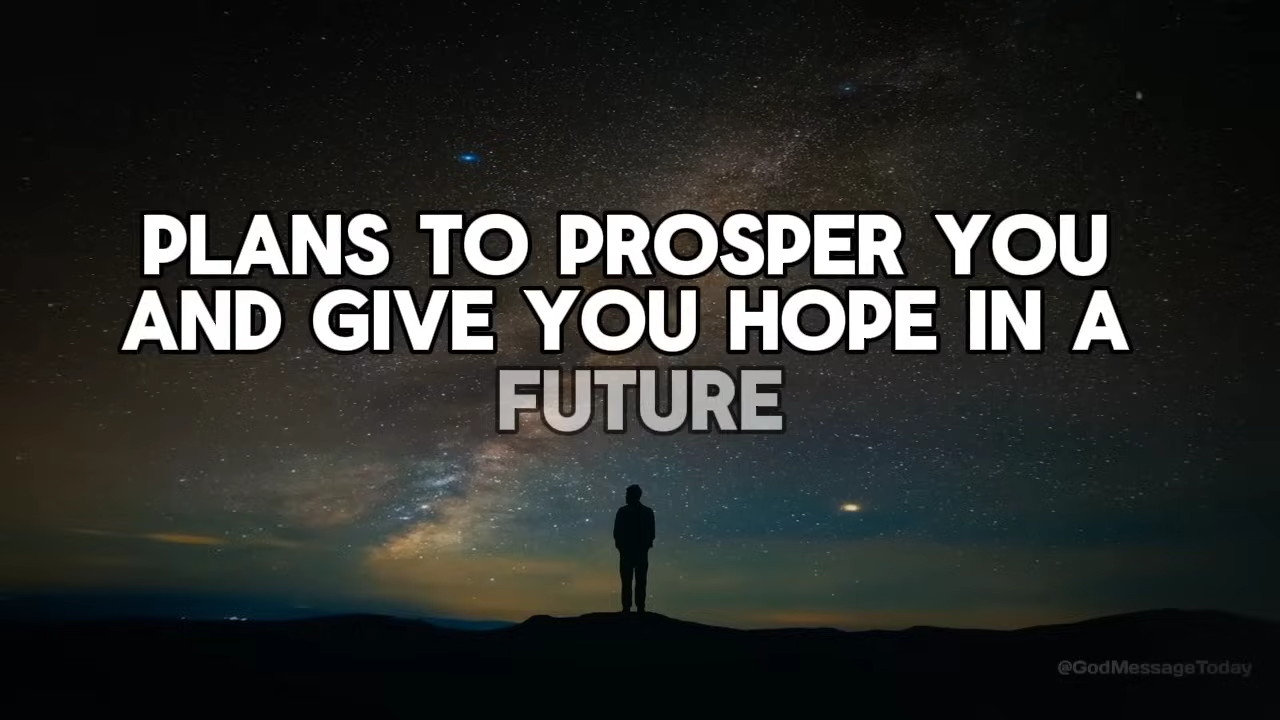 PLANS TO PROSPER YOU
AND GIVE YOU HOPE IN A
FUTURE
@GodMessageToday